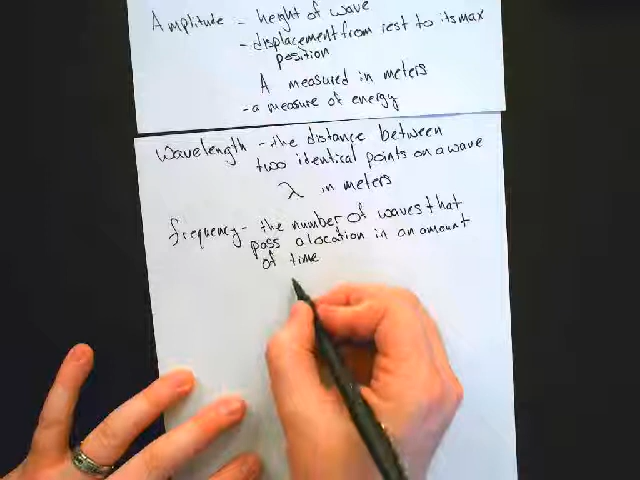 Amplitude - height of wave
- displacement from rest to its max
position
A measured in meters
- a measure of energy
Wavelength - the distance between
two identical points on a wave
λ in meters
frequency - the number of waves that
pass a location in an amount
of time